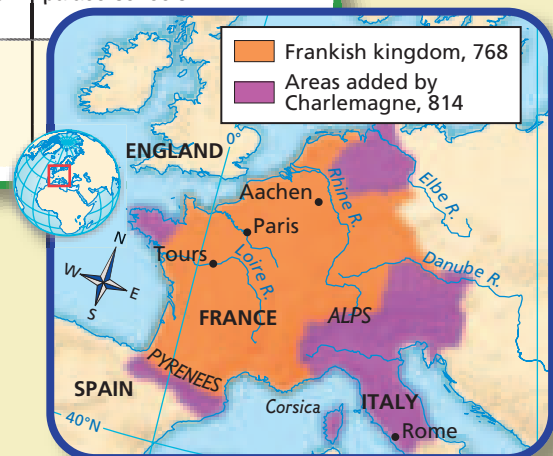 Frankish kingdom, 768
Areas added by
Charlemagne, 814
ENGLAND
0°
Aachen
Rhine R.
Elbe R.
Paris
Tours
Loire R.
Danube R.
N
W
E
S
FRANCE
ALPS
PYRENEES
SPAIN
Corsica
ITALY
40°N
Rome